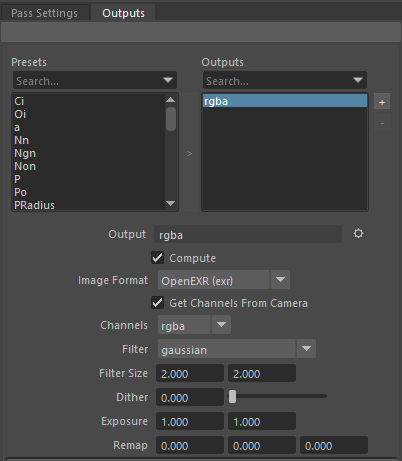 Pass Settings Outputs
Presets Outputs
Search... Search...
Ci rgba
Oi
a
Nn
Ngn
Non
P
Po
PRadius
> + -
Output rgba
Compute
Image Format OpenEXR (exr)
Get Channels From Camera
Channels rgba
Filter gaussian
Filter Size 2.000 2.000
Dither 0.000
Exposure 1.000 1.000
Remap 0.000 0.000 0.000